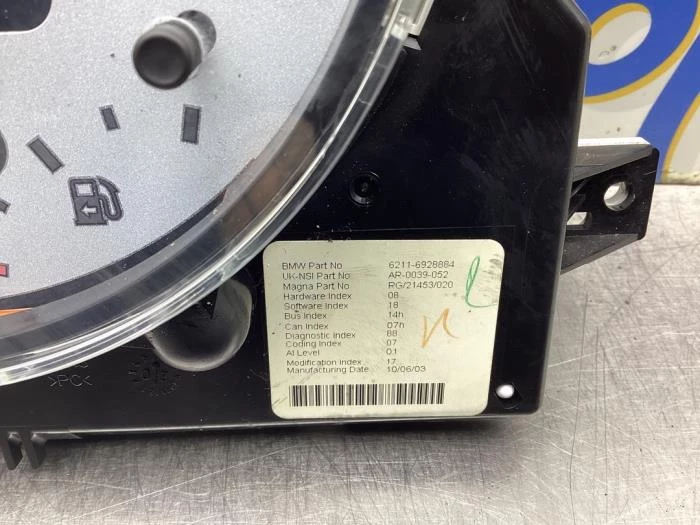 BMW Part No 6211-6928884
UK-NSI Part No AR-0039-052
Magna Part No RG/21453/020
Hardware Index 08
Software Index 18
Bus Index 14h
Can Index 07h
Diagnostic Index 88
Coding Index 07
AI Level 0.1
Modification Index 17
Manufacturing Date 10/06/03
>PC<